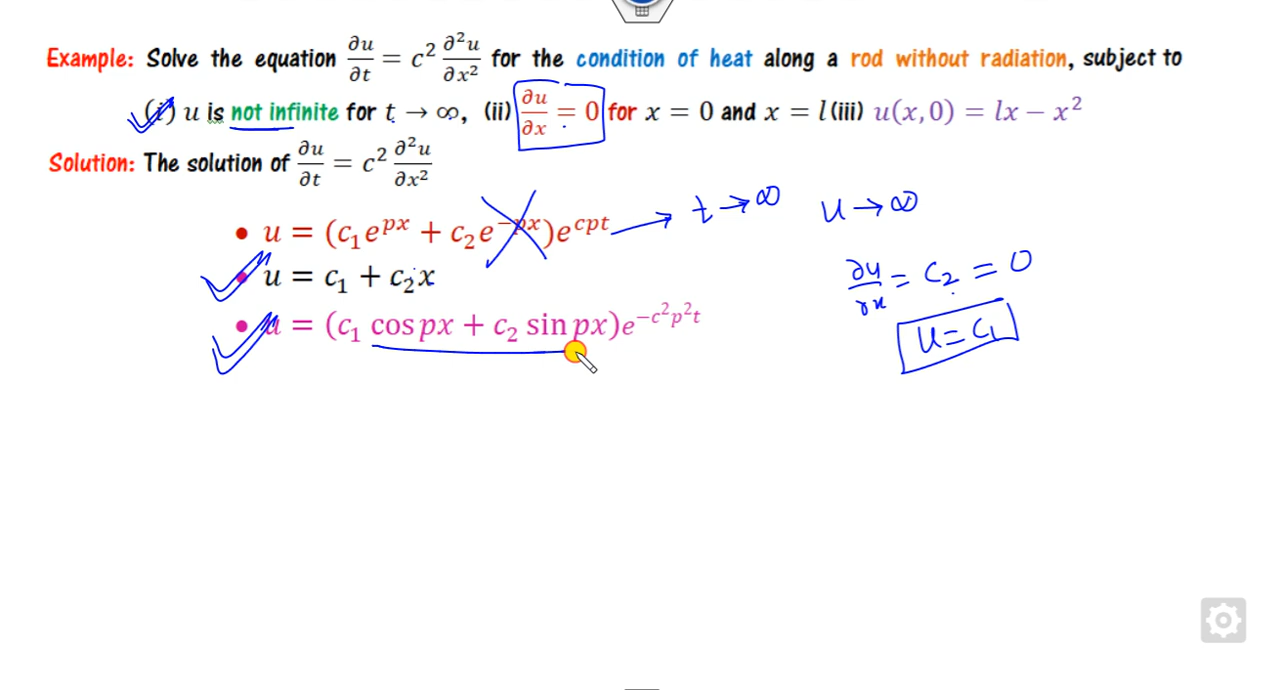 Example: Solve the equation ∂u/∂t = c² ∂²u/∂x² for the condition of heat along a rod without radiation, subject to
(i) u is not infinite for t → ∞, (ii) ∂u/∂x = 0 for x = 0 and x = l (iii) u(x, 0) = lx − x²
Solution: The solution of ∂u/∂t = c² ∂²u/∂x²
• u = (c₁e^{px} + c₂e^{−px})e^{cpt} → t → ∞ u → ∞
• u = c₁ + c₂x
∂u/∂x = c₂ = 0
• u = (c₁ cos px + c₂ sin px)e^{−c²p²t}
u = c₁